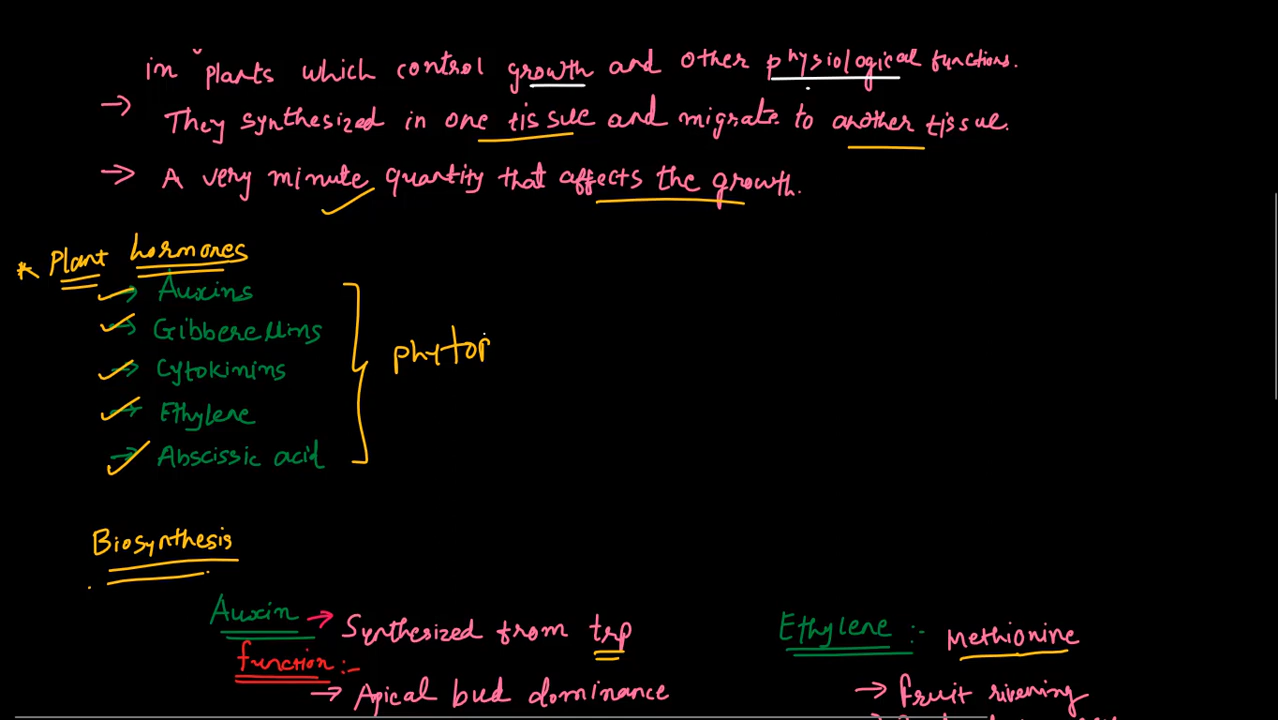 in plants which control growth and other physiological functions.
→ They synthesized in one tissue and migrate to another tissue.
→ A very minute quantity that affects the growth.
* Plant hormones
→ Auxins
→ Gibberellins
→ Cytokinins
→ Ethylene
→ Abscissic acid
phytor
Biosynthesis
Auxin → Synthesized from trp
function :-
→ Apical bud dominance
Ethylene :- Methionine
→ fruit rivening